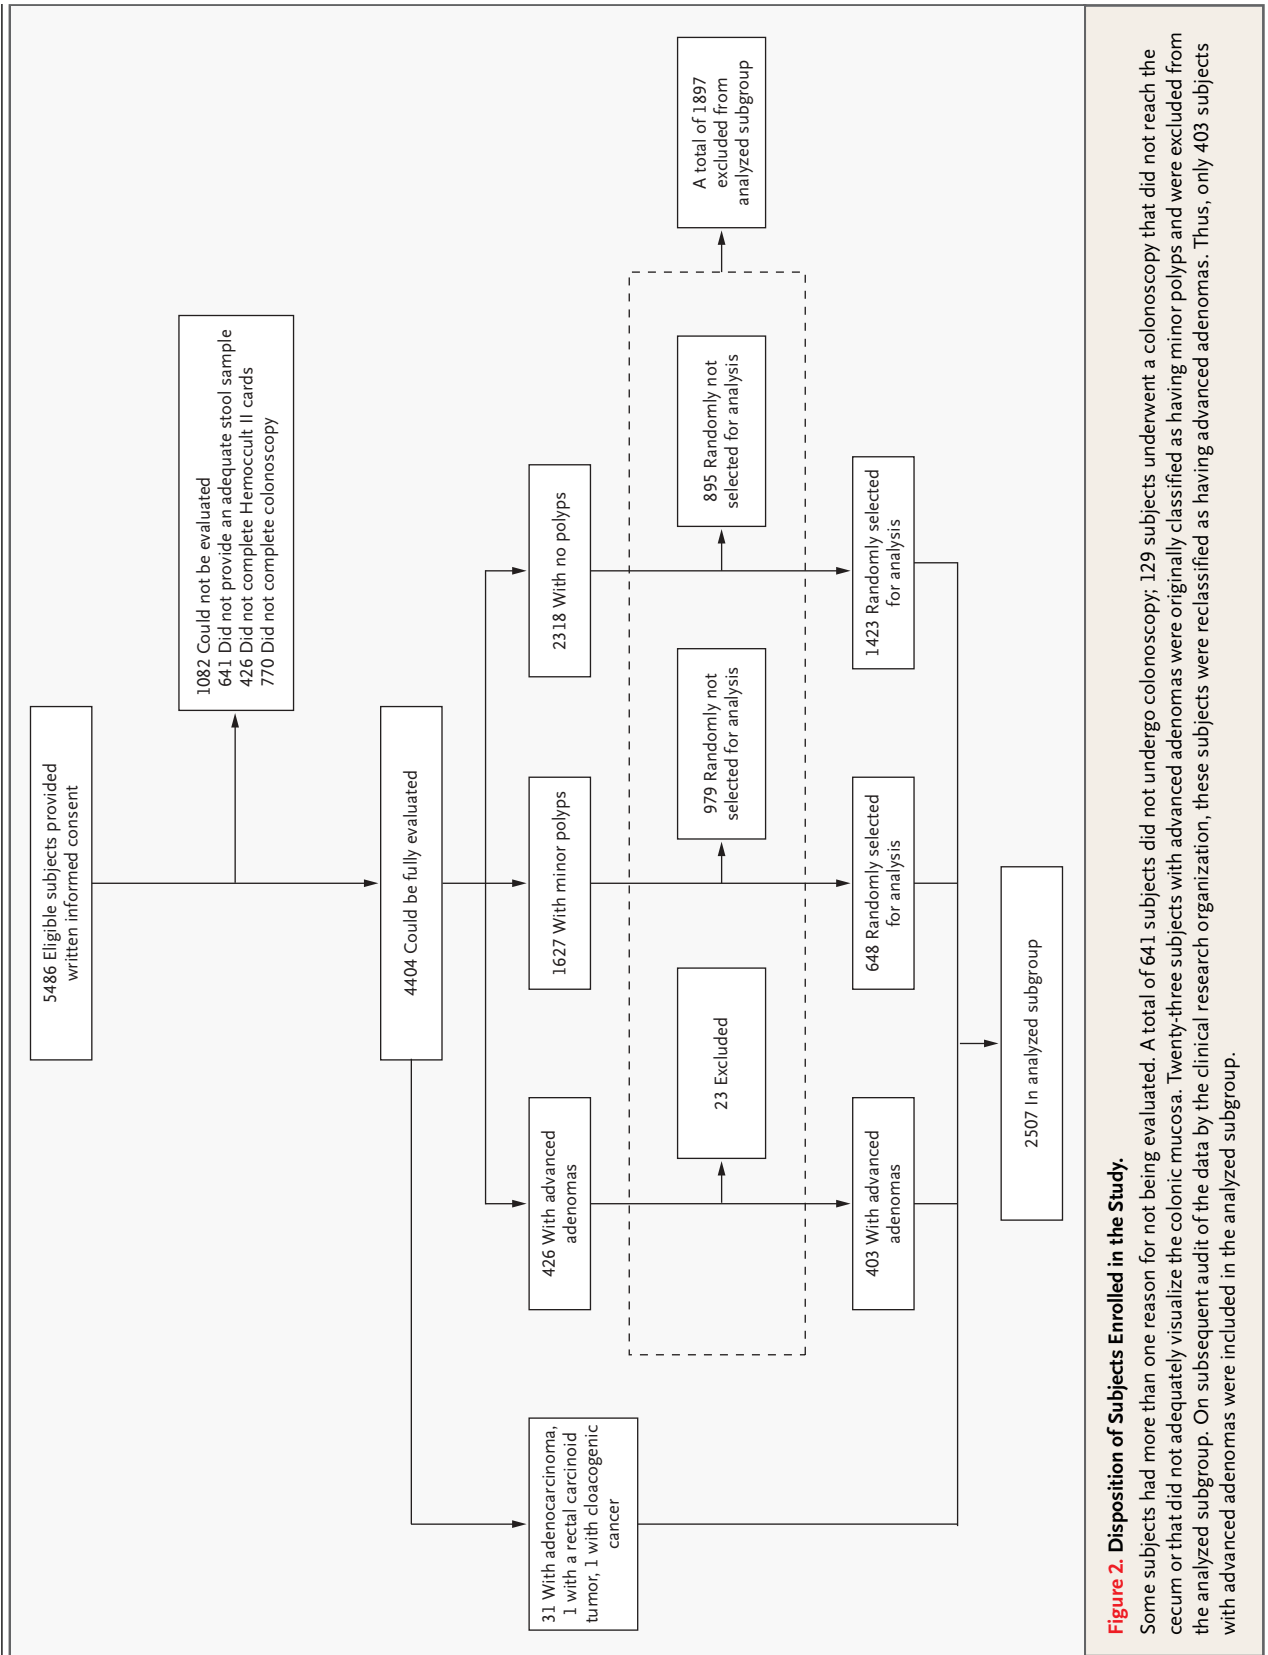 5486 Eligible subjects provided
written informed consent
1082 Could not be evaluated
641 Did not provide an adequate stool sample
426 Did not complete Hemoccult II cards
770 Did not complete colonoscopy
4404 Could be fully evaluated
31 With adenocarcinoma,
1 with a rectal carcinoid
tumor, 1 with cloacogenic
cancer
426 With advanced
adenomas
1627 With minor polyps
2318 With no polyps
23 Excluded
979 Randomly not
selected for analysis
895 Randomly not
selected for analysis
A total of 1897
excluded from
analyzed subgroup
403 With advanced
adenomas
648 Randomly selected
for analysis
1423 Randomly selected
for analysis
2507 In analyzed subgroup
Figure 2. Disposition of Subjects Enrolled in the Study.
Some subjects had more than one reason for not being evaluated. A total of 641 subjects did not undergo colonoscopy; 129 subjects underwent a colonoscopy that did not reach the
cecum or that did not adequately visualize the colonic mucosa. Twenty-three subjects with advanced adenomas were originally classified as having minor polyps and were excluded from
the analyzed subgroup. On subsequent audit of the data by the clinical research organization, these subjects were reclassified as having advanced adenomas. Thus, only 403 subjects
with advanced adenomas were included in the analyzed subgroup.